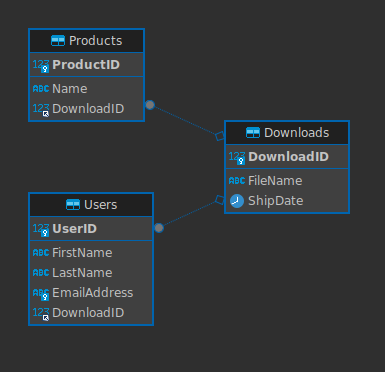 Products
123 ProductID
ABC Name
123 DownloadID
Downloads
123 DownloadID
ABC FileName
ShipDate
Users
123 UserID
ABC FirstName
ABC LastName
ABC EmailAddress
123 DownloadID